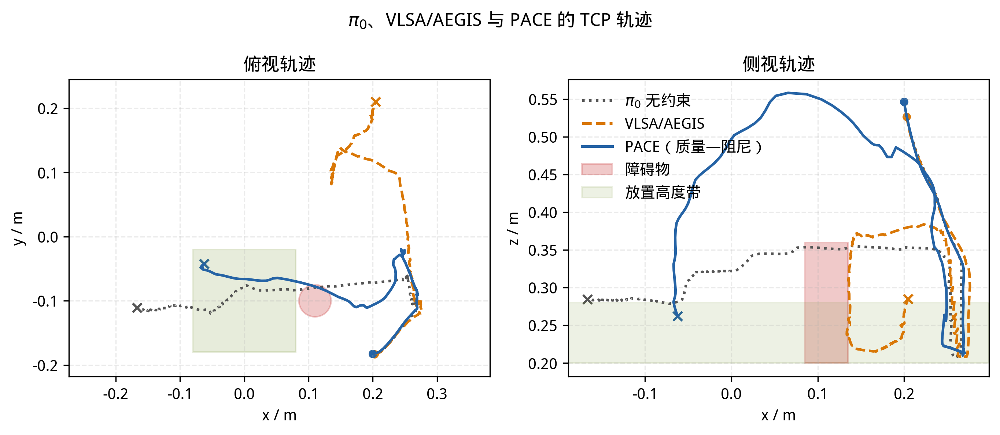 π0、VLSA/AEGIS 与 PACE 的 TCP 轨迹
俯视轨迹
y / m
0.2
0.1
0.0
-0.1
-0.2
-0.2 -0.1 0.0 0.1 0.2 0.3
x / m
侧视轨迹
z / m
0.55
0.50
0.45
0.40
0.35
0.30
0.25
0.20
π0 无约束
VLSA/AEGIS
PACE（质量—阻尼）
障碍物
放置高度带
-0.1 0.0 0.1 0.2
x / m